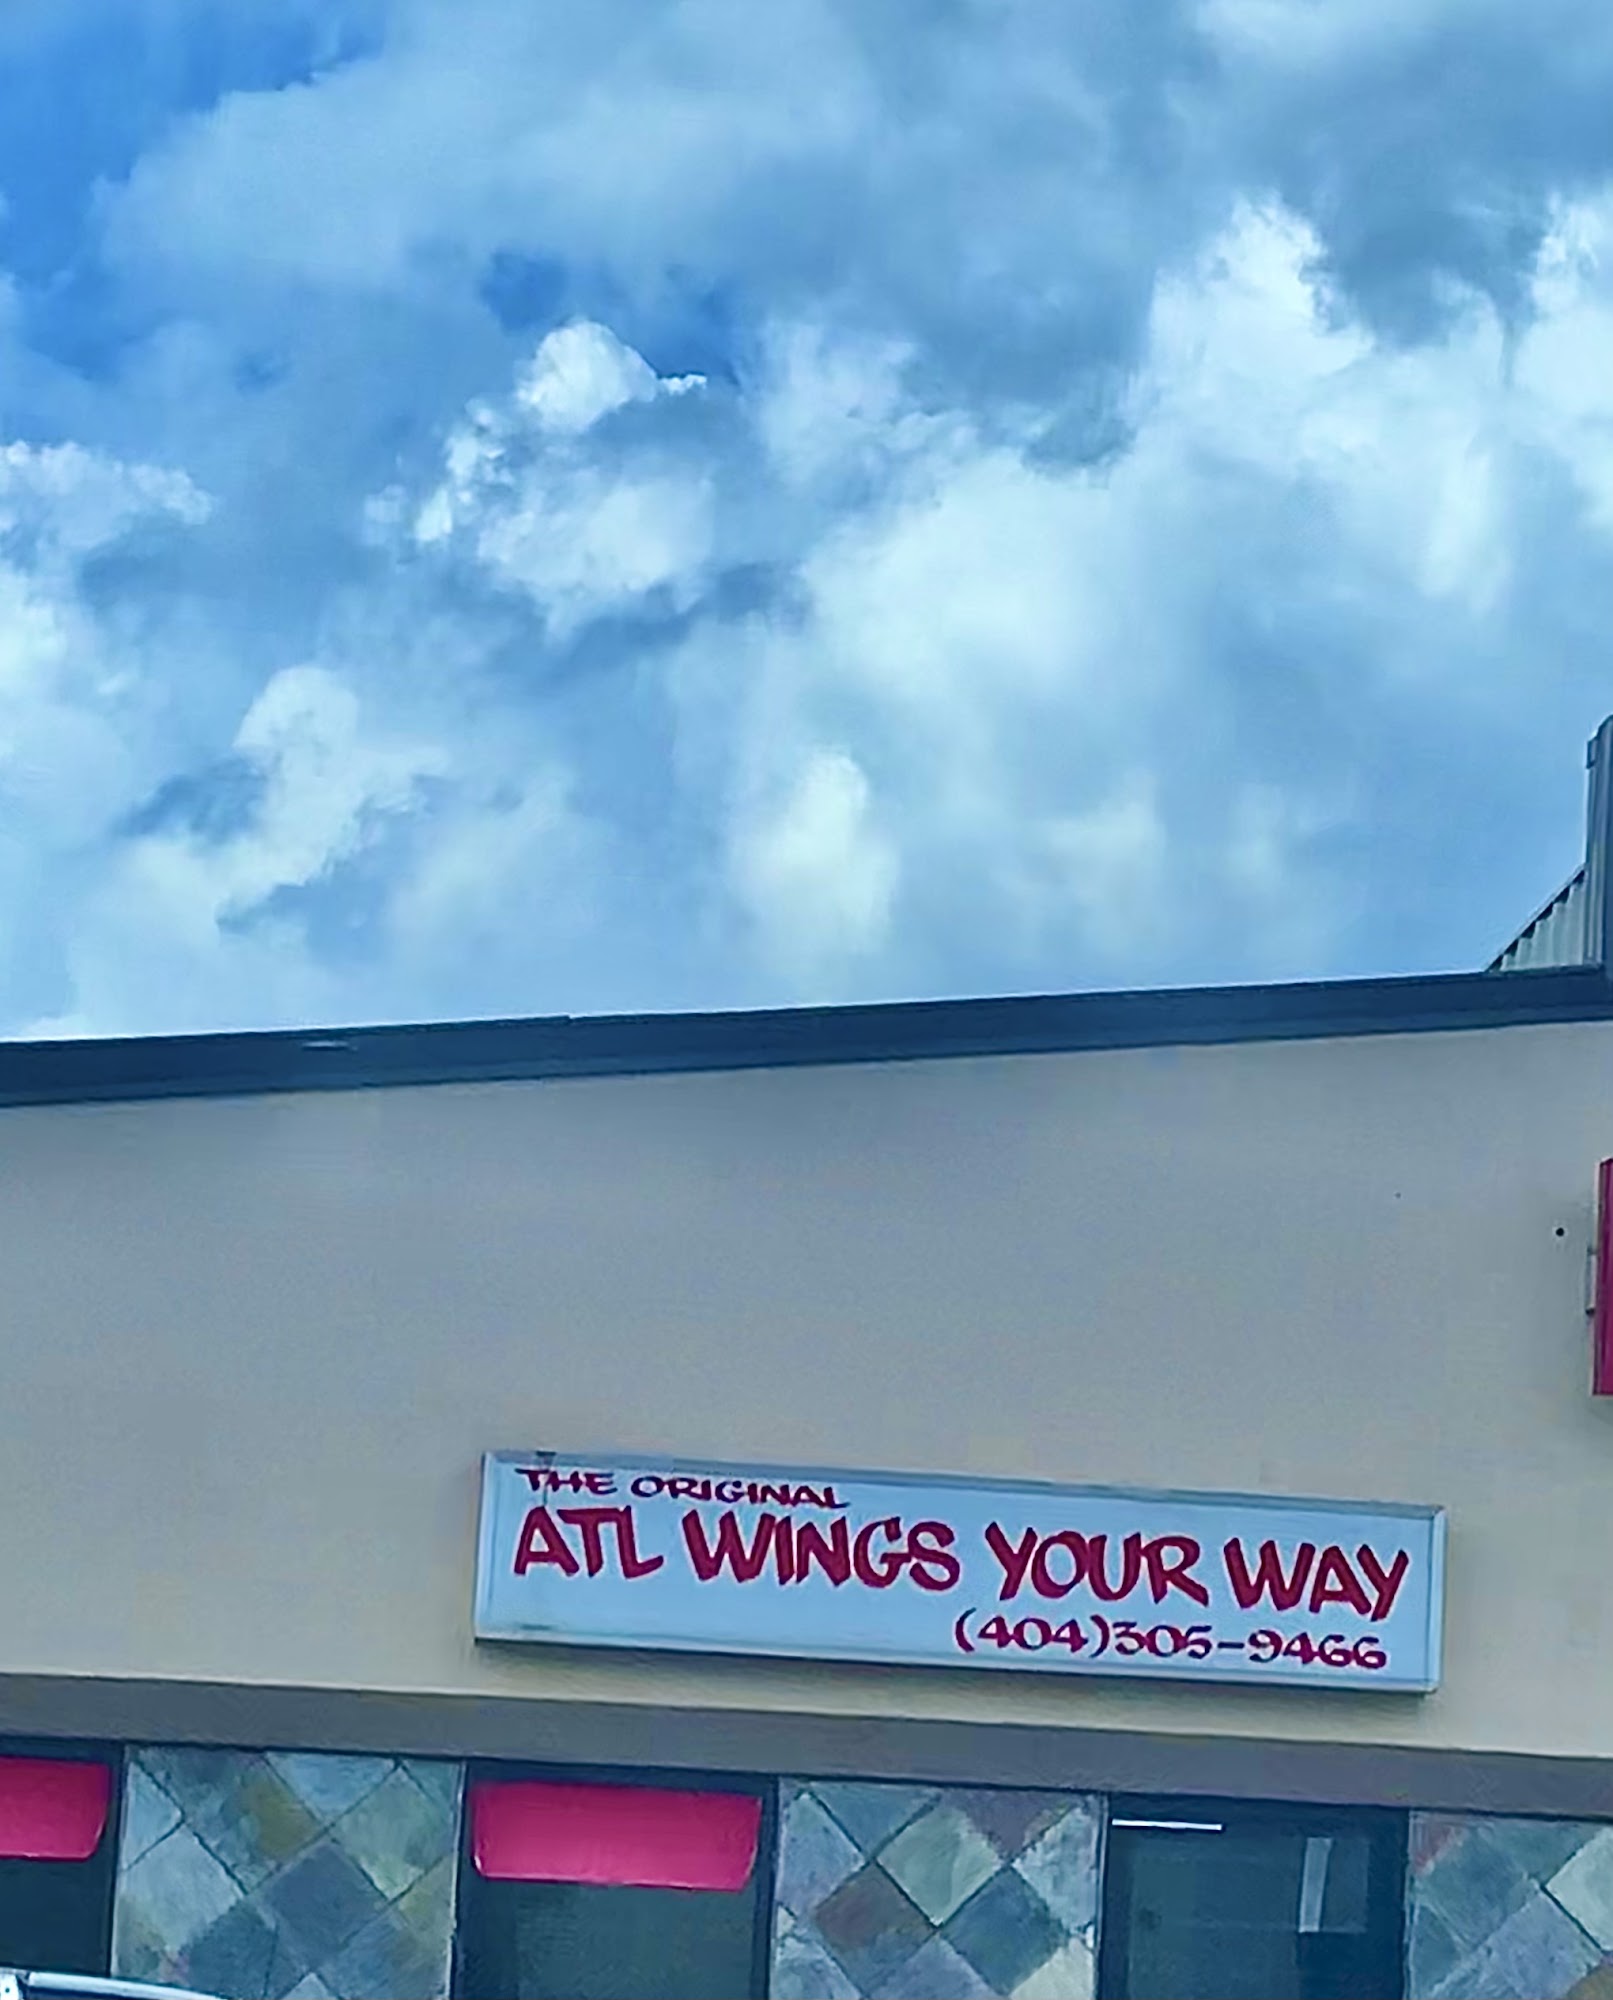 THE ORIGINAL
ATL WINGS YOUR WAY
(404)305-9466